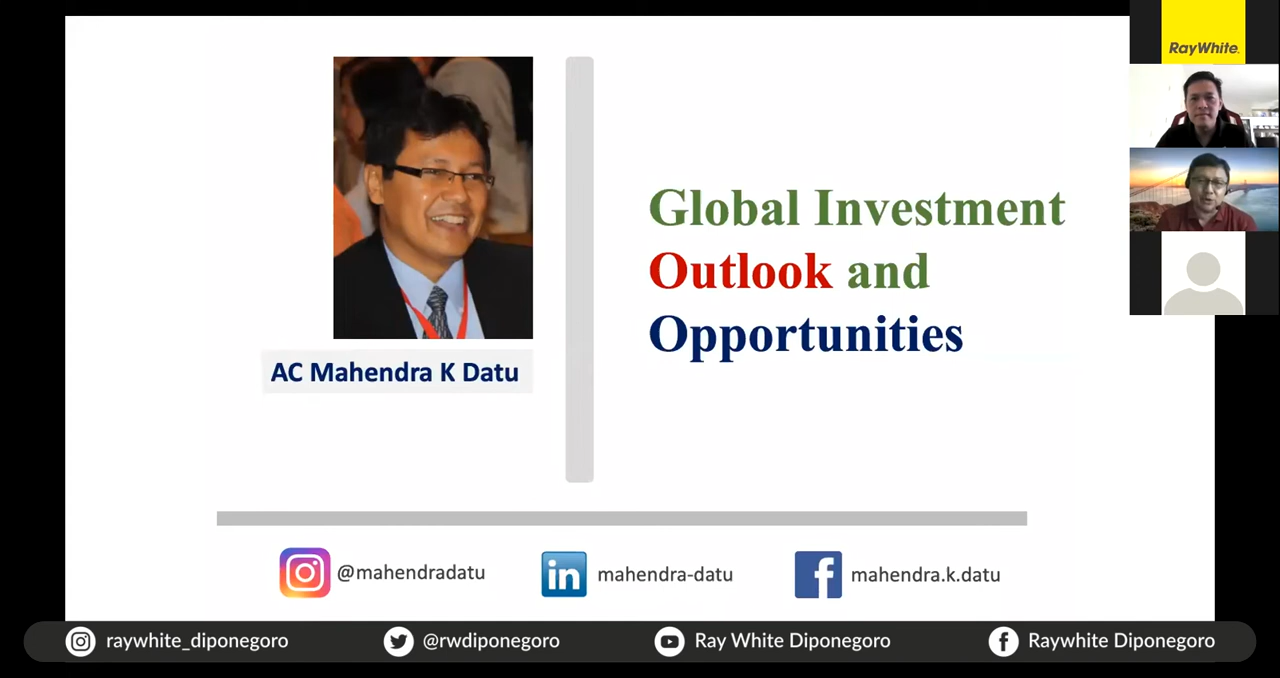 RayWhite.
Global Investment
Outlook and
Opportunities
AC Mahendra K Datu
@mahendradatu
in mahendra-datu
f mahendra.k.datu
raywhite_diponegoro
@rwdiponegoro
Ray White Diponegoro
f Raywhite Diponegoro